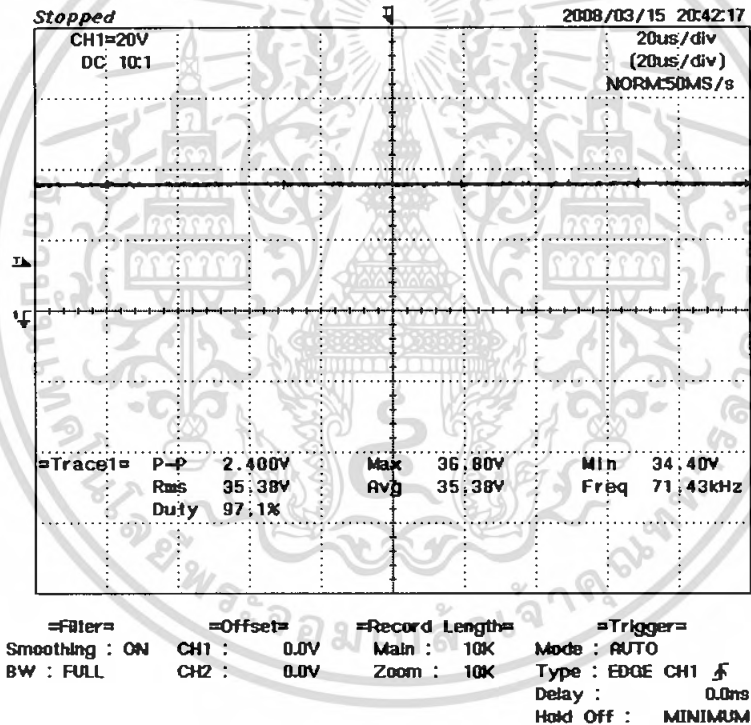 Stopped 2008/03/15 20:42:17
CH1=20V 20us/div
DC 10:1 (20us/div)
NORM:50MS/s
=Trace1= P-P 2.400V Max 36.80V Min 34.40V
Rms 35.38V Avg 35.38V Freq 71.43kHz
Duty 97.1%
=Filter= =Offset= =Record Length= =Trigger=
Smoothing : ON CH1 : 0.0V Main : 10K Mode : AUTO
BW : FULL CH2 : 0.0V Zoom : 10K Type : EDGE CH1
Delay : 0.0ns
Hold Off : MINIMUM